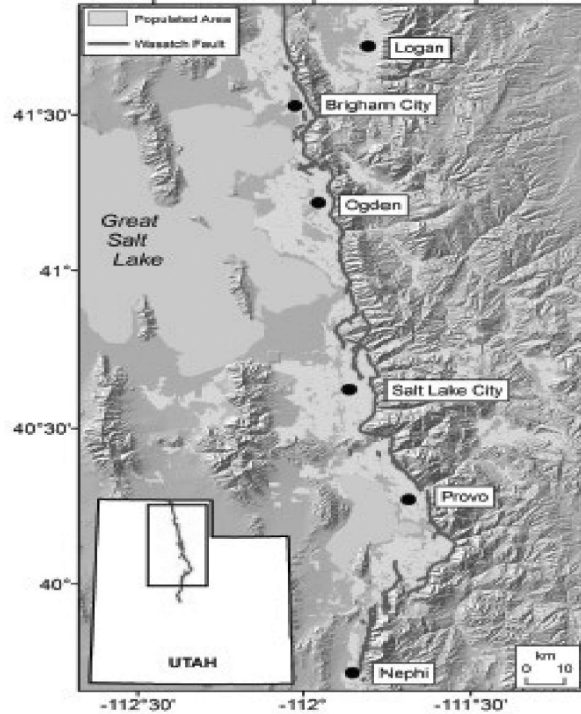 Populated Area
Wasatch Fault
Logan
41°30'
Brigham City
Ogden
Great
Salt
Lake
41°
Salt Lake City
40°30'
Provo
40°
UTAH
Nephi
km
0 10
-112°30' -112° -111°30'